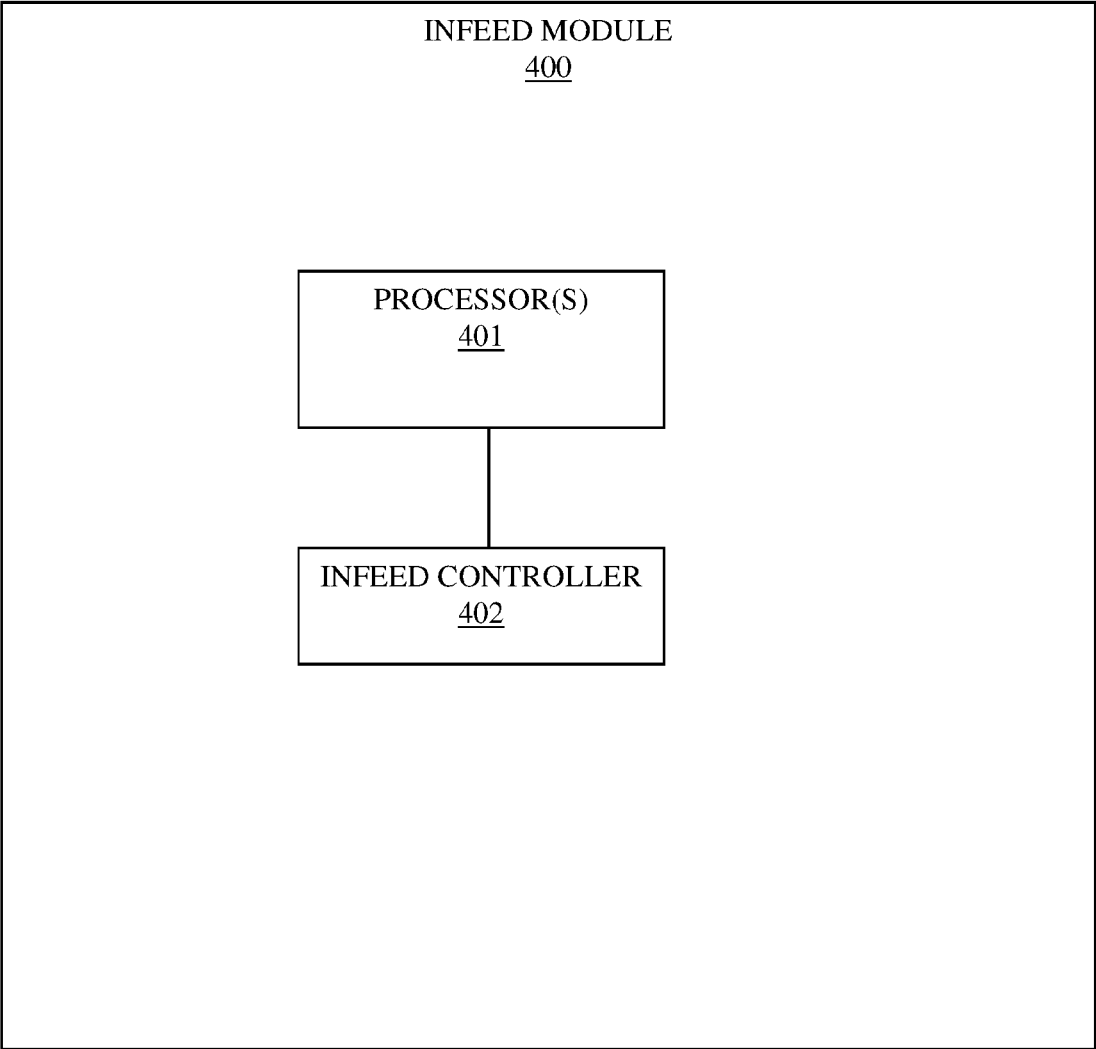 INFEED MODULE
400
PROCESSOR(S)
401
INFEED CONTROLLER
402